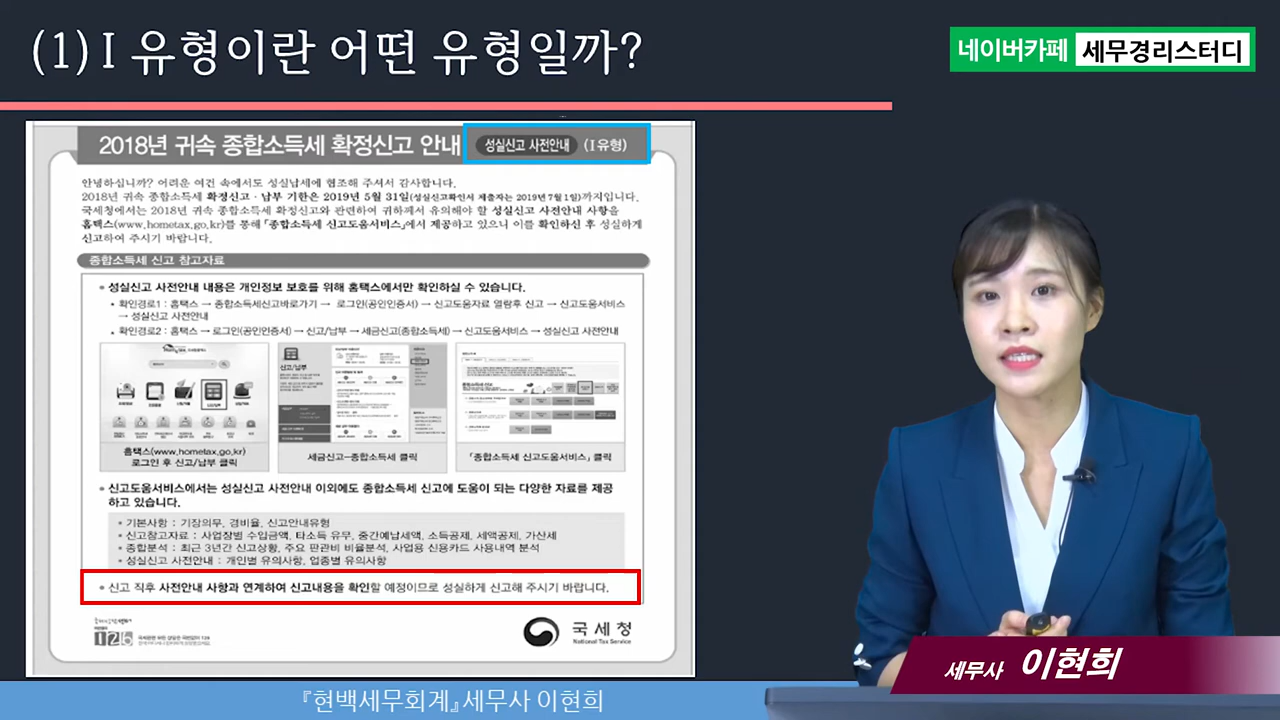 (1) I 유형이란 어떤 유형일까?
네이버카페 세무경리스터디
2018년 귀속 종합소득세 확정신고 안내 성실신고 사전안내 (I 유형)
안녕하십니까? 어려운 여건 속에서도 성실납세에 협조해 주셔서 감사합니다.
2018년 귀속 종합소득세 확정신고 · 납부 기한은 2019년 5월 31일(성실신고확인서 제출자는 2019년 7월 1일)까지입니다.
국세청에서는 2018년 귀속 종합소득세 확정신고와 관련하여 귀하께서 유의해야 할 성실신고 사전안내 사항을
홈택스(www.hometax.go.kr)를 통해 「종합소득세 신고도움서비스」에서 제공하고 있으니 이를 확인하신 후 성실하게
신고하여 주시기 바랍니다.
종합소득세 신고 참고자료
• 성실신고 사전안내 내용은 개인정보 보호를 위해 홈택스에서만 확인하실 수 있습니다.
• 확인경로1 : 홈택스 → 종합소득세신고바로가기 → 로그인(공인인증서) → 신고도움자료 열람후 신고 → 신고도움서비스
→ 성실신고 사전안내
• 확인경로2 : 홈택스 → 로그인(공인인증서) → 신고/납부 → 세금신고(종합소득세) → 신고도움서비스 → 성실신고 사전안내
신고/납부
홈택스(www.hometax.go.kr)
로그인 후 신고/납부 클릭
세금신고-종합소득세 클릭
「종합소득세 신고도움서비스」 클릭
• 신고도움서비스에서는 성실신고 사전안내 이외에도 종합소득세 신고에 도움이 되는 다양한 자료를 제공
하고 있습니다.
• 기본사항 : 기장의무, 경비율, 신고안내유형
• 신고참고자료 : 사업장별 수입금액, 타소득 유무, 중간예납세액, 소득공제, 세액공제, 가산세
• 종합분석 : 최근 3년간 신고상황, 주요 판관비 비율분석, 사업용 신용카드 사용내역 분석
• 성실신고 사전안내 : 개인별 유의사항, 업종별 유의사항
• 신고 직후 사전안내 사항과 연계하여 신고내용을 확인할 예정이므로 성실하게 신고해 주시기 바랍니다.
126
국세청
National Tax Service
세무사 이현희
『현백세무회계』세무사 이현희